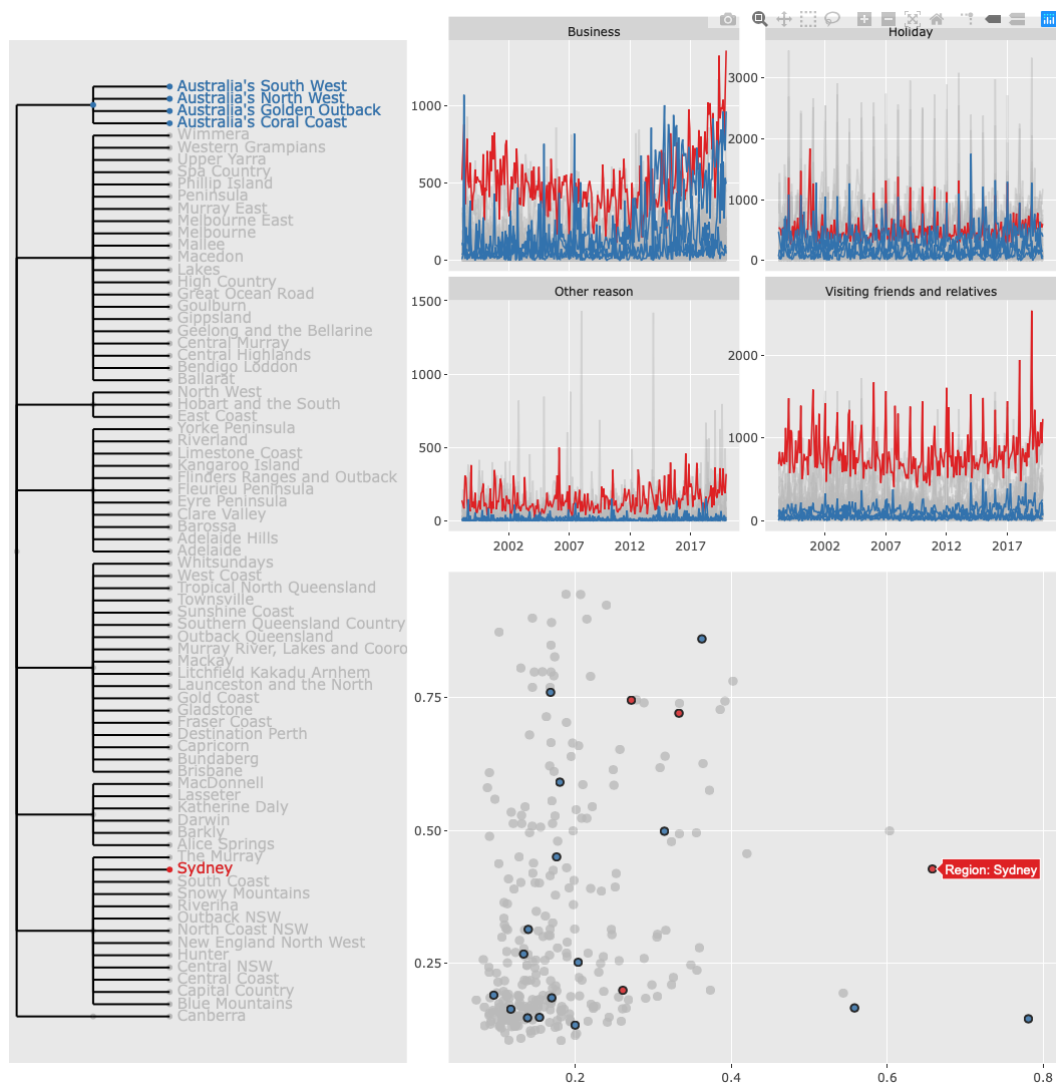 Australia's South West
Australia's North West
Australia's Golden Outback
Australia's Coral Coast
Wimmera
Western Grampians
Upper Yarra
Spa Country
Phillip Island
Peninsula
Murray East
Melbourne East
Melbourne
Mallee
Macedon
Lakes
High Country
Great Ocean Road
Goulburn
Gippsland
Geelong and the Bellarine
Central Murray
Central Highlands
Bendigo Loddon
Ballarat
North West
Hobart and the South
East Coast
Yorke Peninsula
Riverland
Limestone Coast
Kangaroo Island
Flinders Ranges and Outback
Fleurieu Peninsula
Eyre Peninsula
Clare Valley
Barossa
Adelaide Hills
Adelaide
Whitsundays
West Coast
Tropical North Queensland
Townsville
Sunshine Coast
Southern Queensland Country
Outback Queensland
Murray River, Lakes and Cooro
Mackay
Litchfield Kakadu Arnhem
Launceston and the North
Gold Coast
Gladstone
Fraser Coast
Destination Perth
Capricorn
Bundaberg
Brisbane
MacDonnell
Lasseter
Katherine Daly
Darwin
Barkly
Alice Springs
The Murray
Sydney
South Coast
Snowy Mountains
Riverina
Outback NSW
North Coast NSW
New England North West
Hunter
Central NSW
Central Coast
Capital Country
Blue Mountains
Canberra
Business
1000
500
0
Holiday
3000
2000
1000
0
Other reason
1500
1000
500
0
2002 2007 2012 2017
Visiting friends and relatives
2000
1000
0
2002 2007 2012 2017
0.75
0.50
0.25
Region: Sydney
0.2 0.4 0.6 0.8